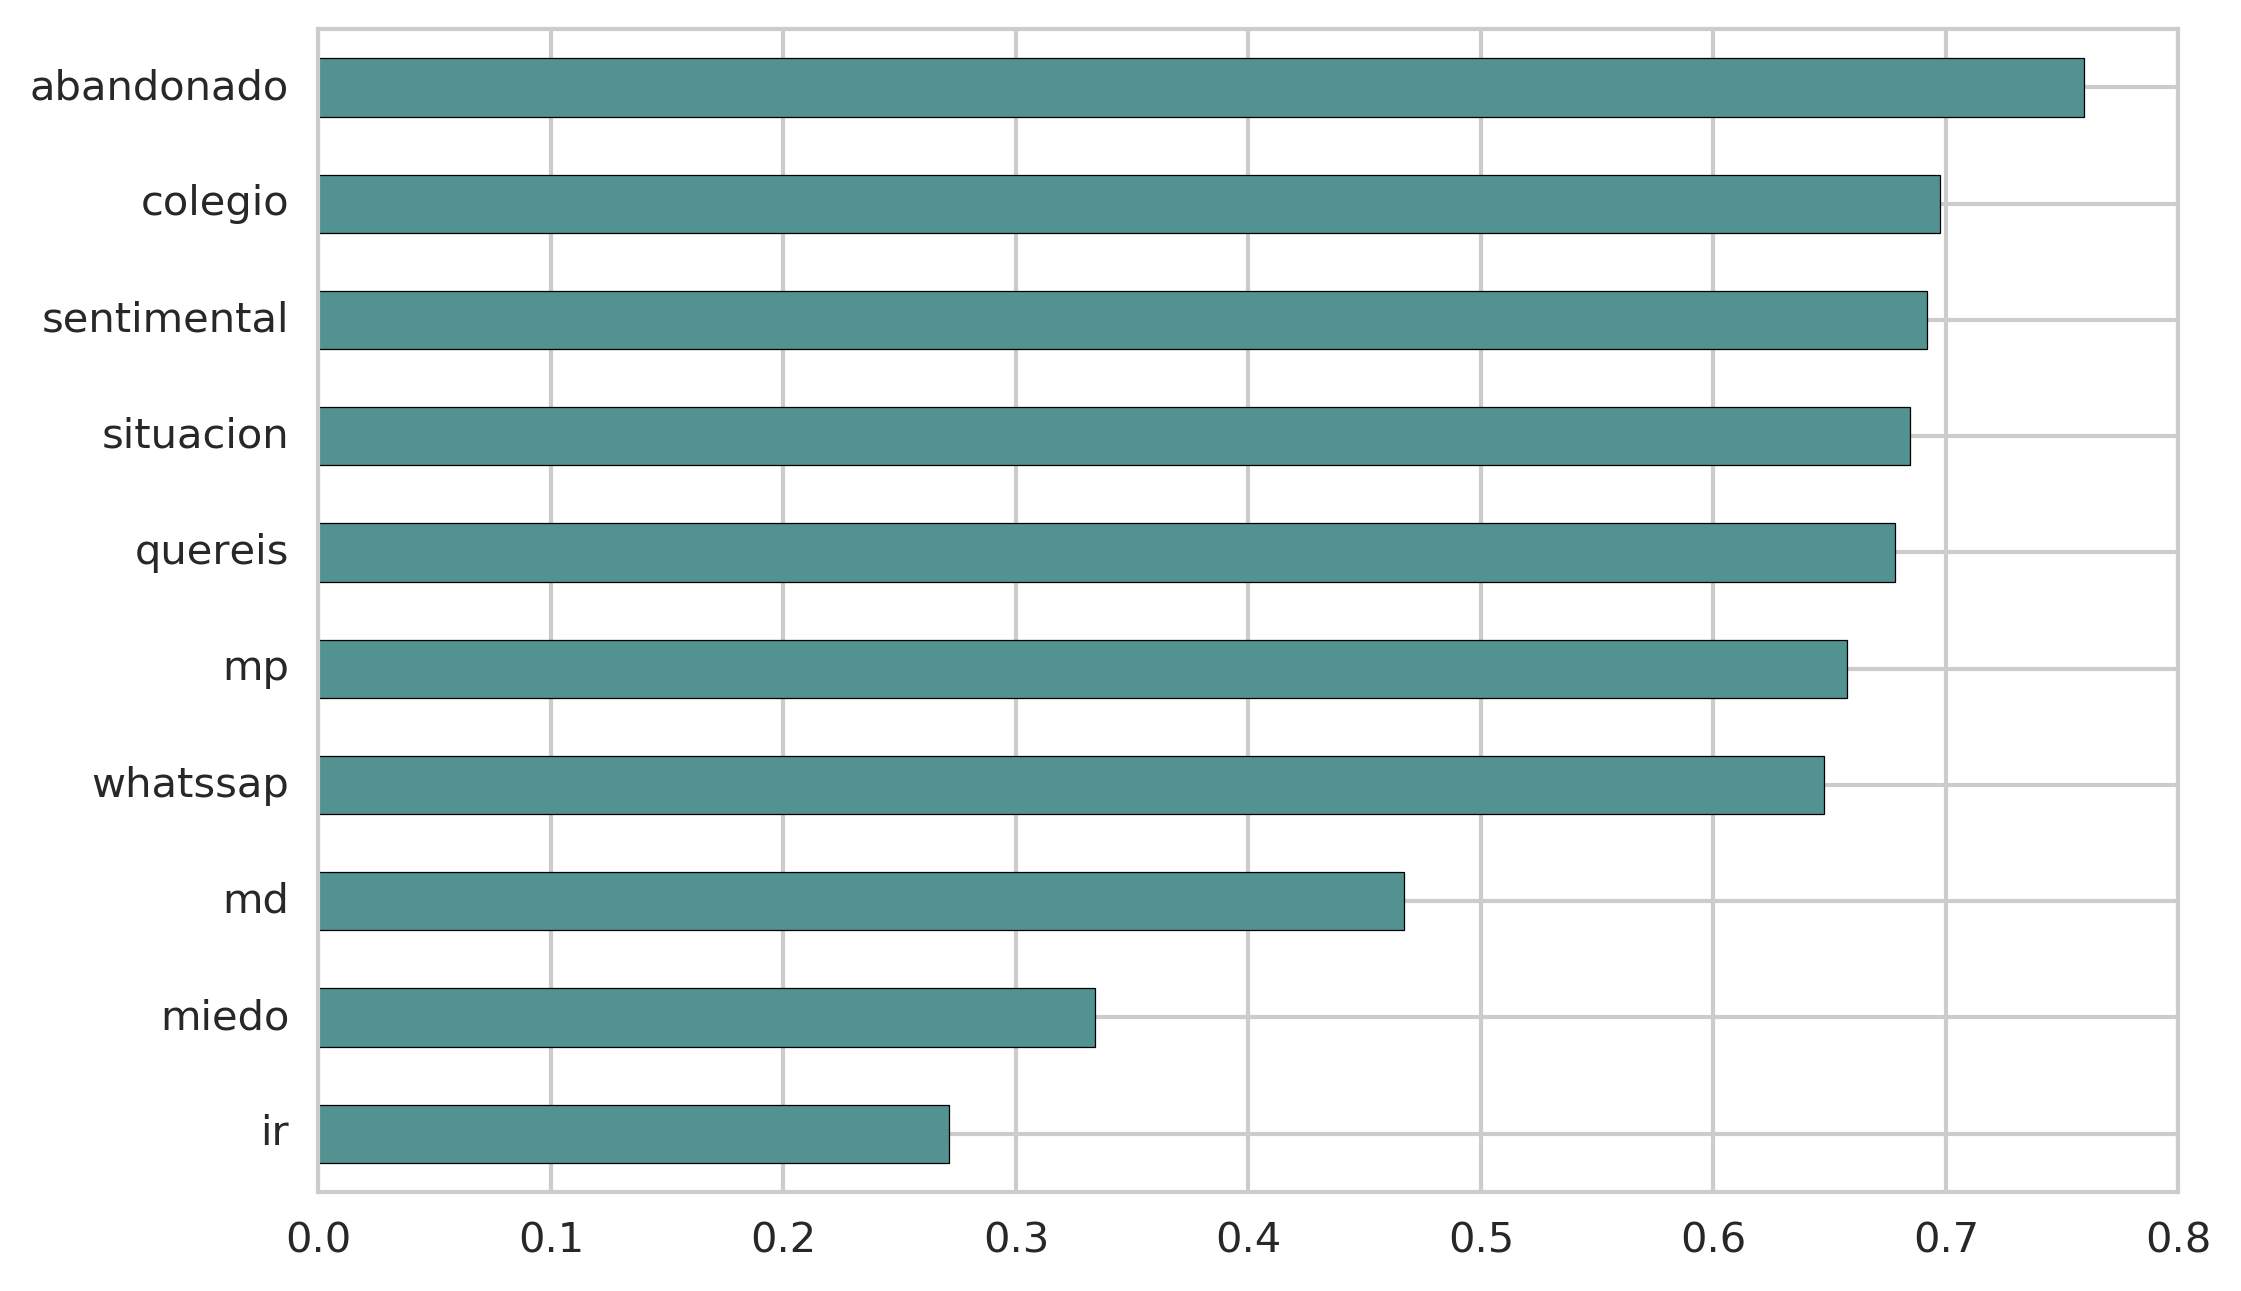 abandonado
colegio
sentimental
situacion
quereis
mp
whatssap
md
miedo
ir
0.0 0.1 0.2 0.3 0.4 0.5 0.6 0.7 0.8